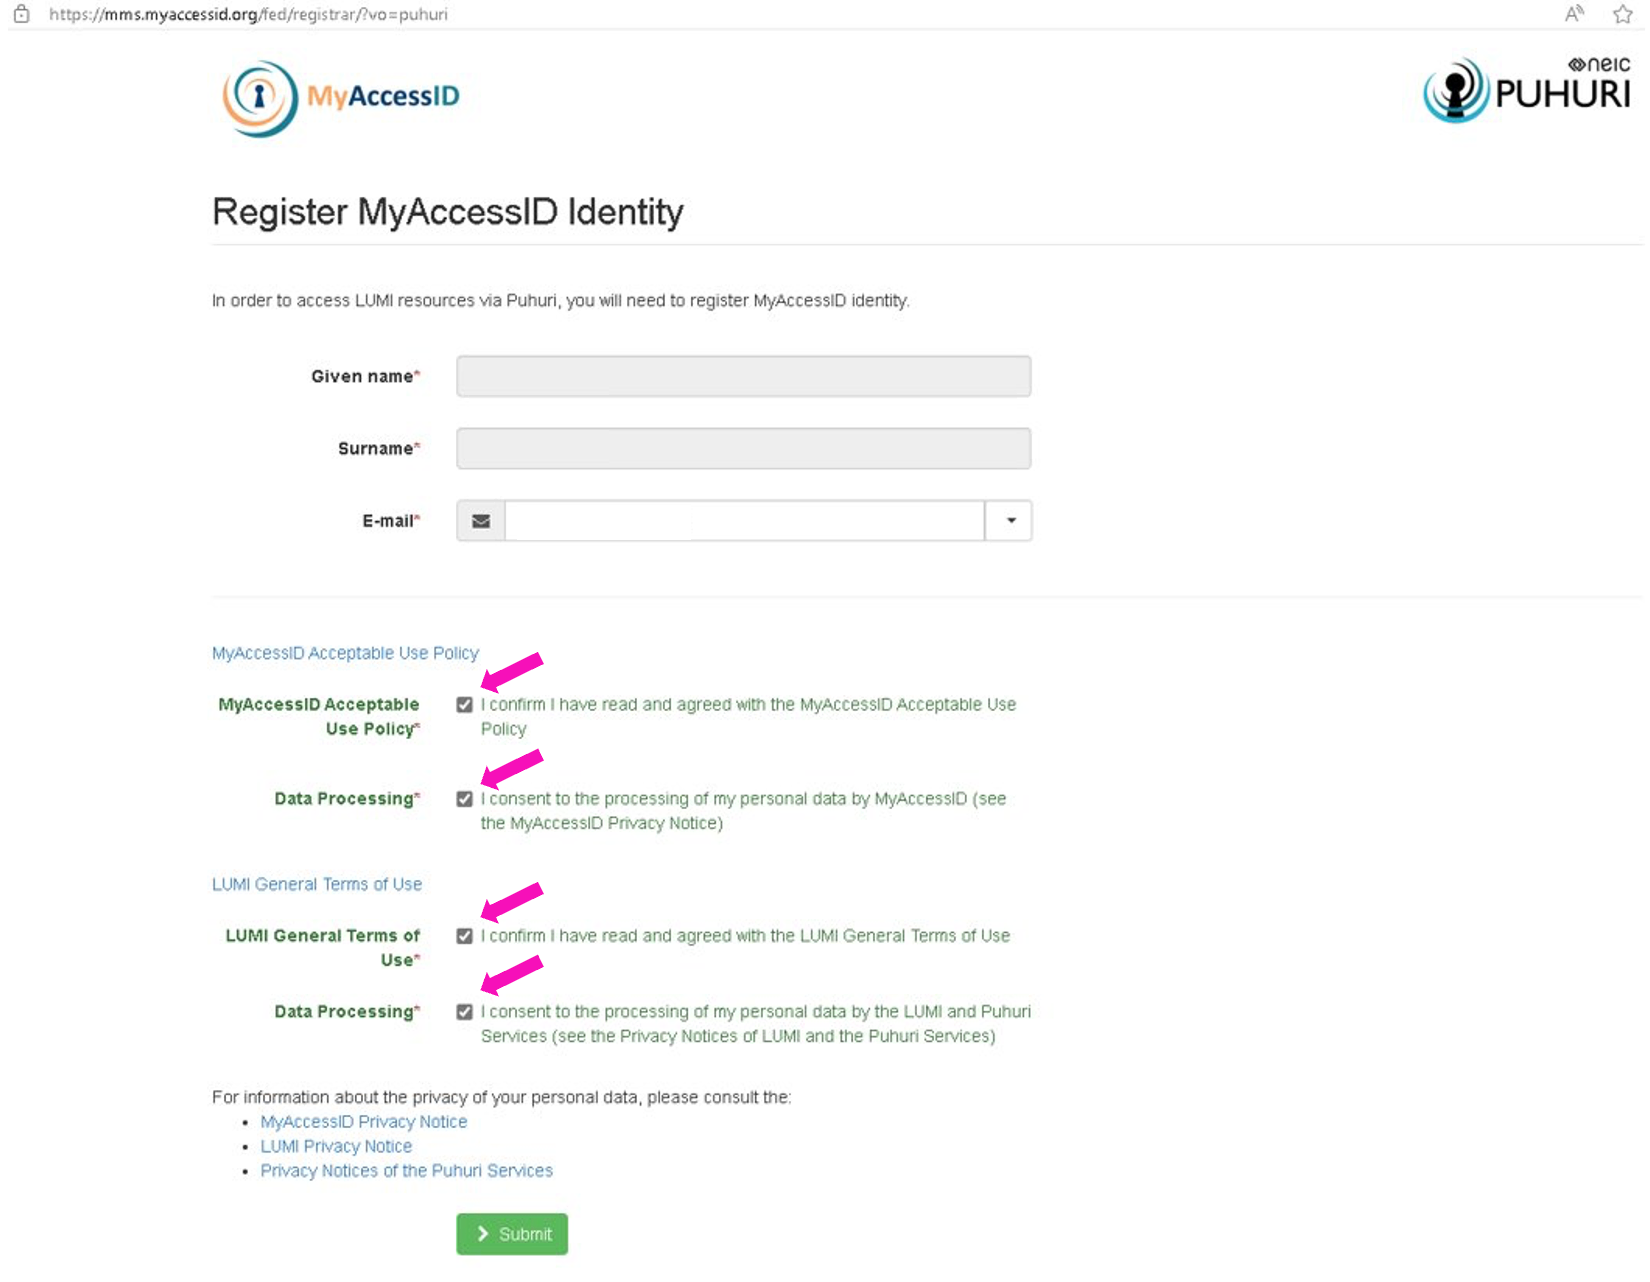 https://mms.myaccessid.org/fed/registrar/?vo=puhuri
MyAccessID
neic
PUHURI
Register MyAccessID Identity
In order to access LUMI resources via Puhuri, you will need to register MyAccessID identity.
Given name*
Surname*
E-mail*
MyAccessID Acceptable Use Policy
MyAccessID Acceptable
Use Policy*
I confirm I have read and agreed with the MyAccessID Acceptable Use
Policy
Data Processing*
I consent to the processing of my personal data by MyAccessID (see
the MyAccessID Privacy Notice)
LUMI General Terms of Use
LUMI General Terms of
Use*
I confirm I have read and agreed with the LUMI General Terms of Use
Data Processing*
I consent to the processing of my personal data by the LUMI and Puhuri
Services (see the Privacy Notices of LUMI and the Puhuri Services)
For information about the privacy of your personal data, please consult the:
• MyAccessID Privacy Notice
• LUMI Privacy Notice
• Privacy Notices of the Puhuri Services
Submit